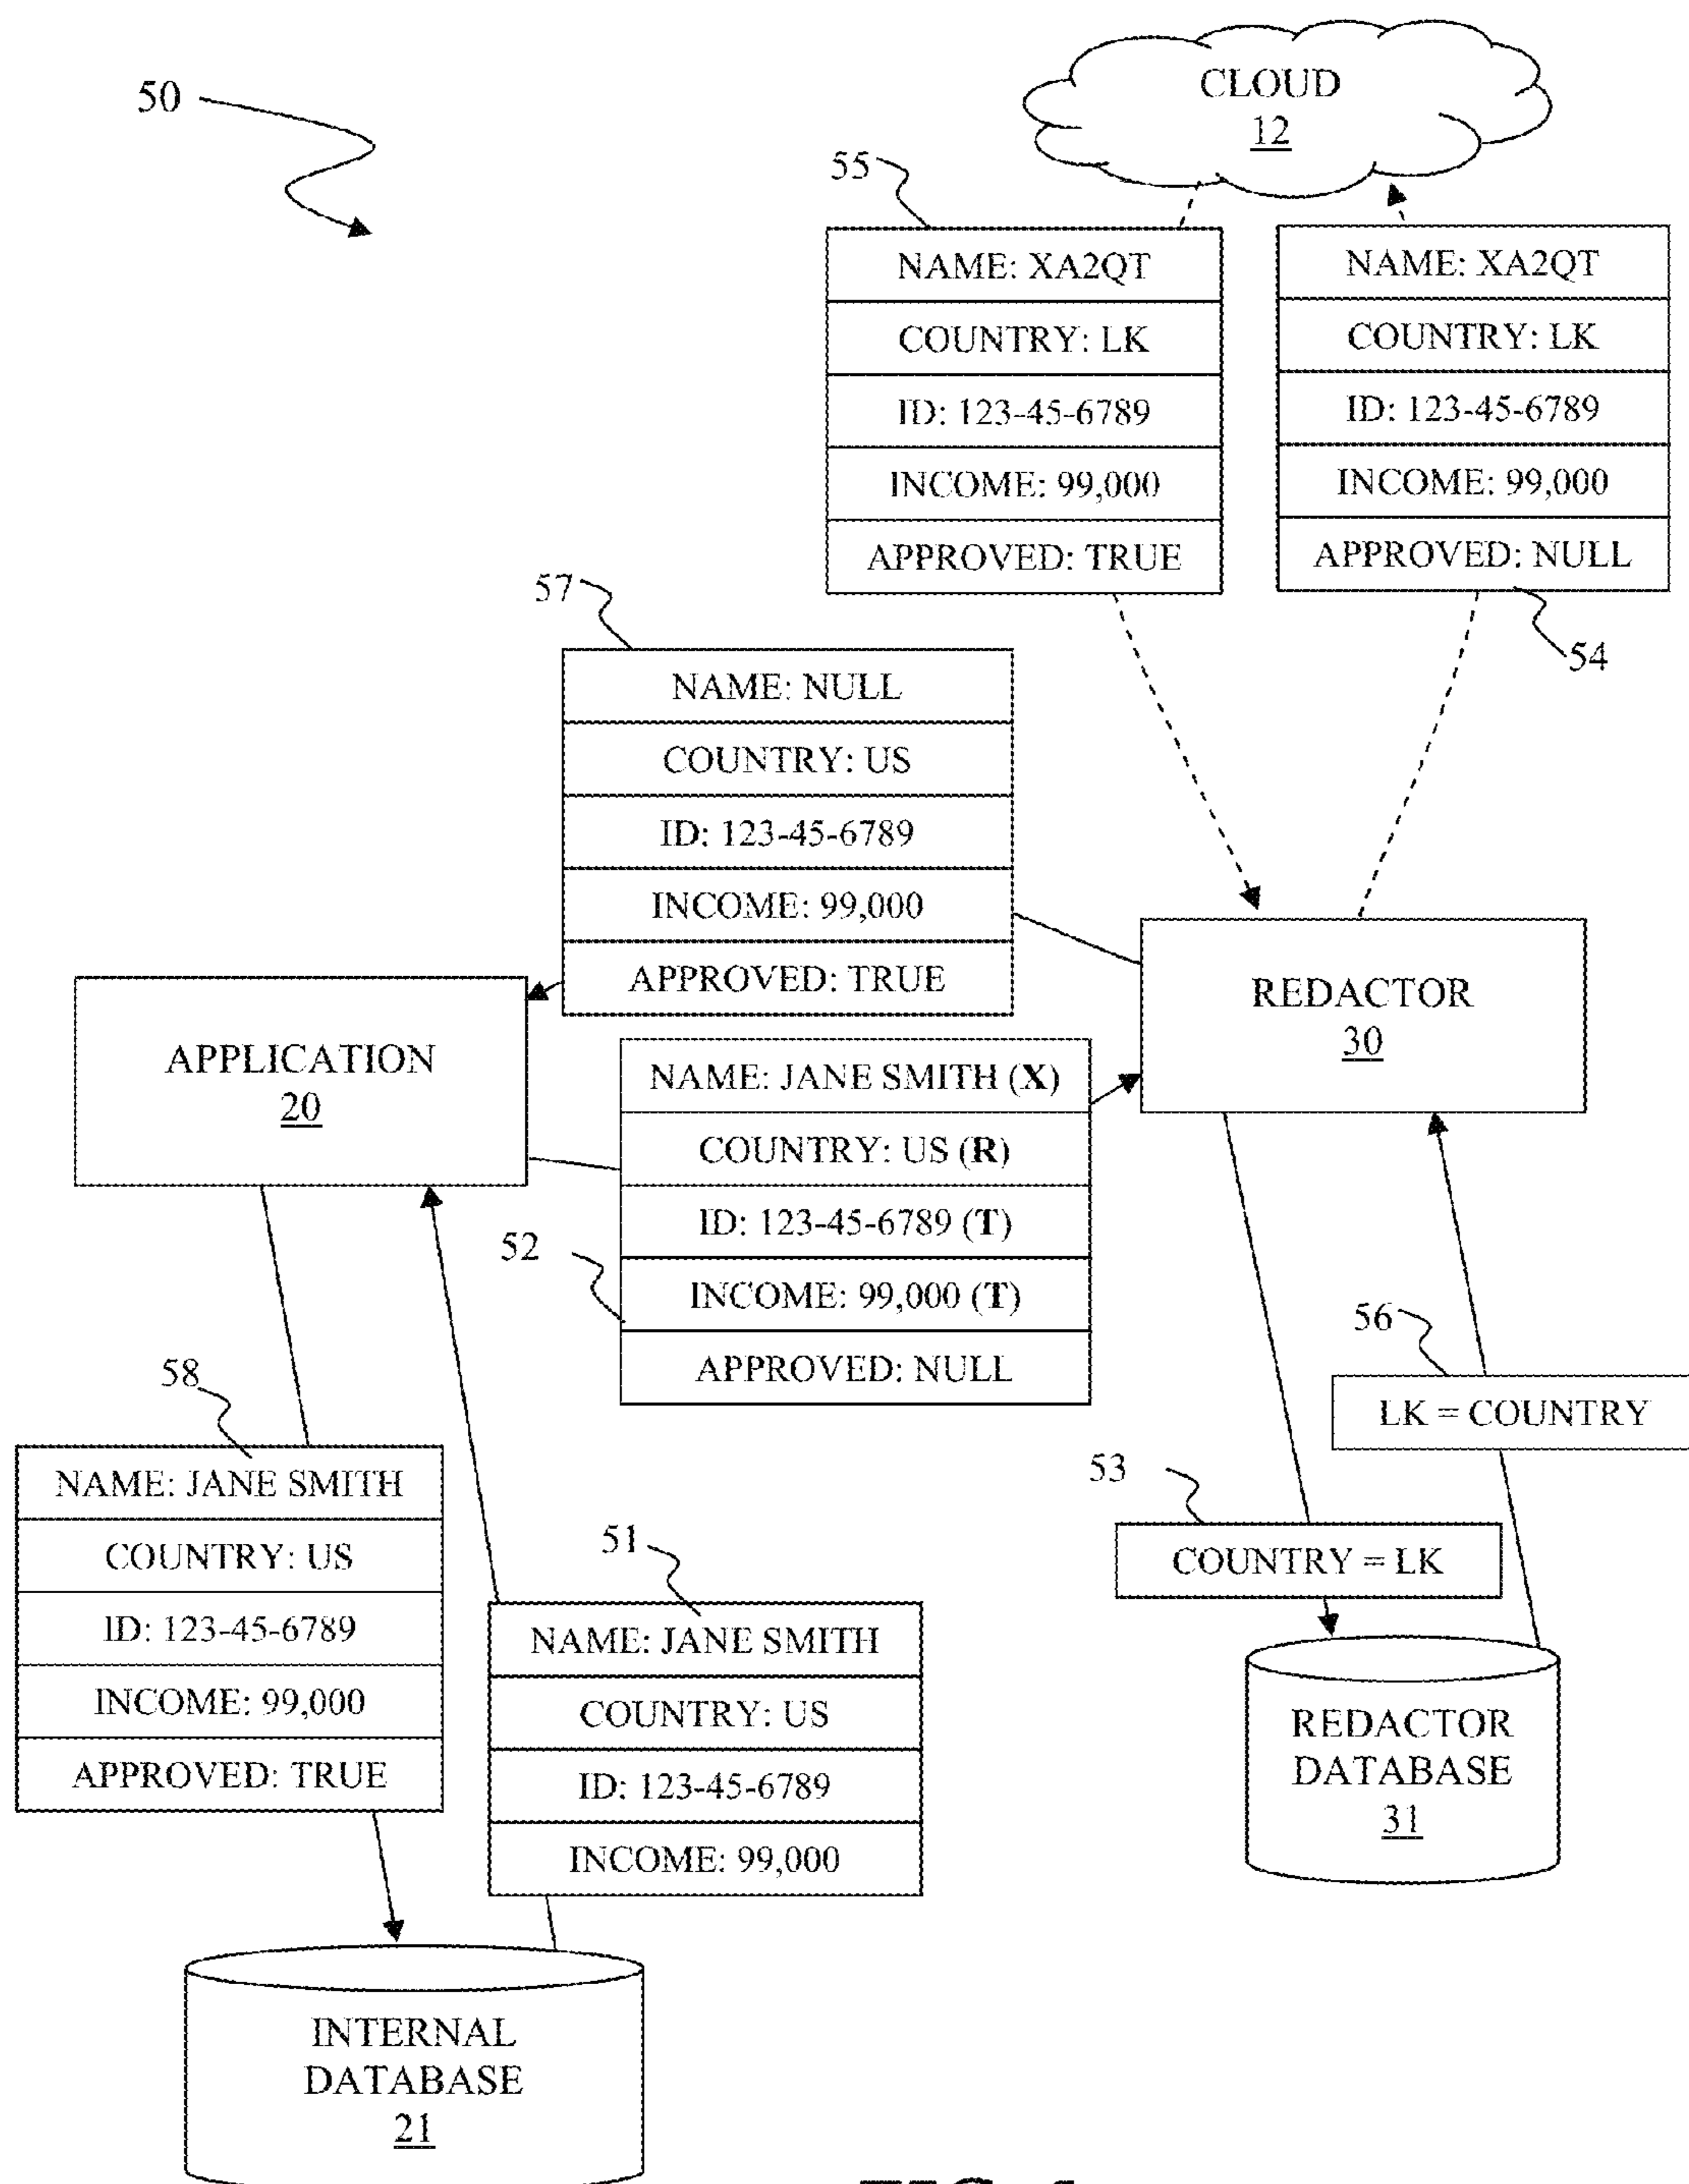 50
CLOUD
12
55
NAME: XA2QT
COUNTRY: LK
ID: 123-45-6789
INCOME: 99,000
APPROVED: TRUE
NAME: XA2QT
COUNTRY: LK
ID: 123-45-6789
INCOME: 99,000
APPROVED: NULL
54
57
NAME: NULL
COUNTRY: US
ID: 123-45-6789
INCOME: 99,000
APPROVED: TRUE
REDACTOR
30
APPLICATION
20
NAME: JANE SMITH (X)
COUNTRY: US (R)
ID: 123-45-6789 (T)
INCOME: 99,000 (T)
APPROVED: NULL
52
56
LK = COUNTRY
53
COUNTRY = LK
58
NAME: JANE SMITH
COUNTRY: US
ID: 123-45-6789
INCOME: 99,000
APPROVED: TRUE
51
NAME: JANE SMITH
COUNTRY: US
ID: 123-45-6789
INCOME: 99,000
REDACTOR
DATABASE
31
INTERNAL
DATABASE
21